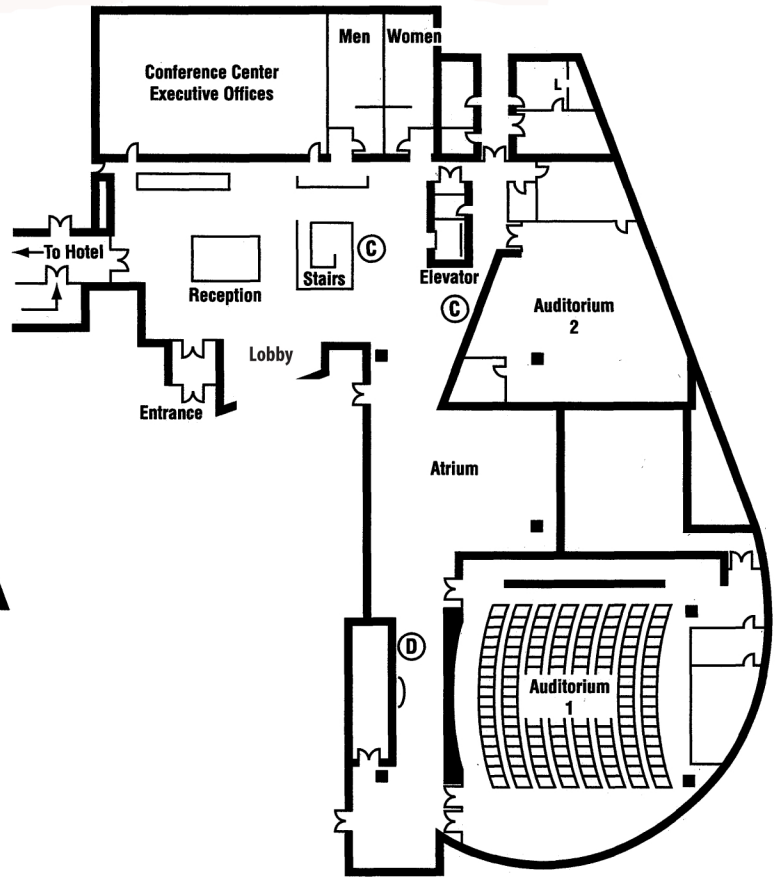 Men
Women
Conference Center
Executive Offices
L
To Hotel
C
Stairs
Elevator
Reception
C
Auditorium
2
Lobby
Entrance
Atrium
D
Auditorium
1